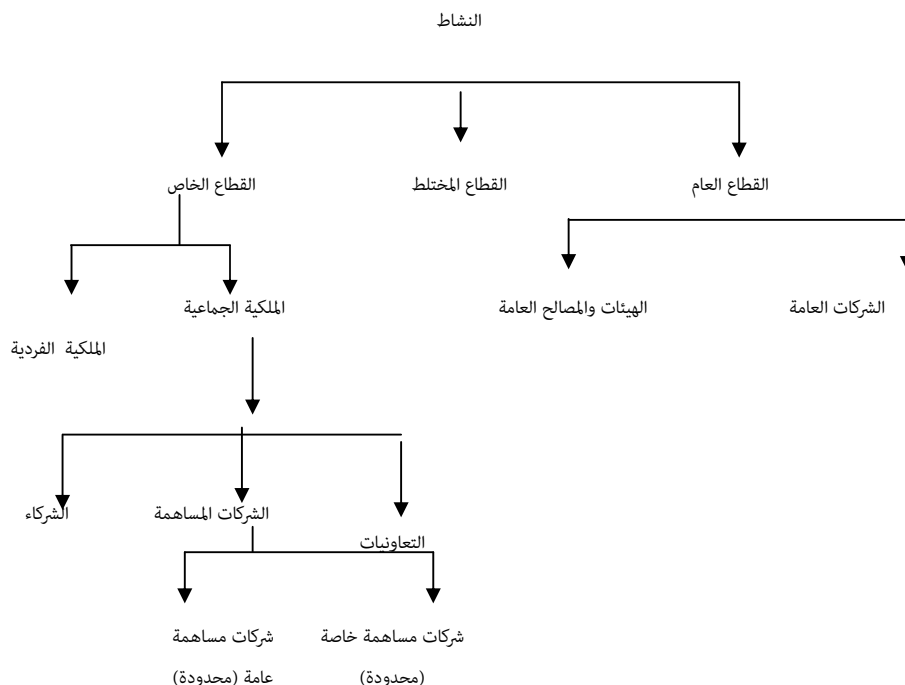 النشاط
القطاع العام
القطاع المختلط
القطاع الخاص
الشركات العامة
الهيئات والمصالح العامة
الملكية الجماعية
الملكية الفردية
الشركاء
الشركات المساهمة
التعاونيات
شركات مساهمة خاصة
(محدودة)
شركات مساهمة
عامة (محدودة)